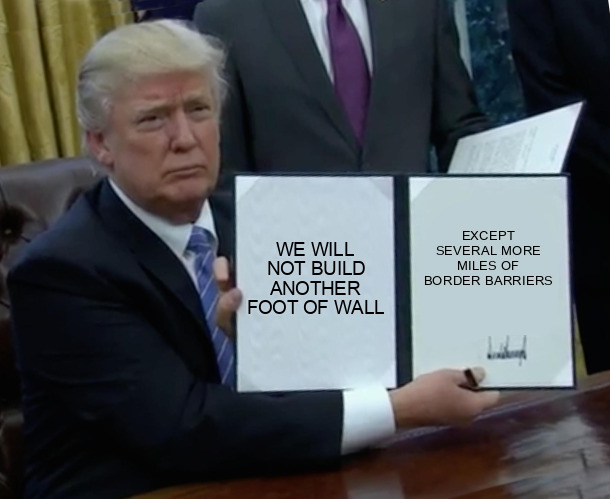 WE WILL
NOT BUILD
ANOTHER
FOOT OF WALL
EXCEPT
SEVERAL MORE
MILES OF
BORDER BARRIERS